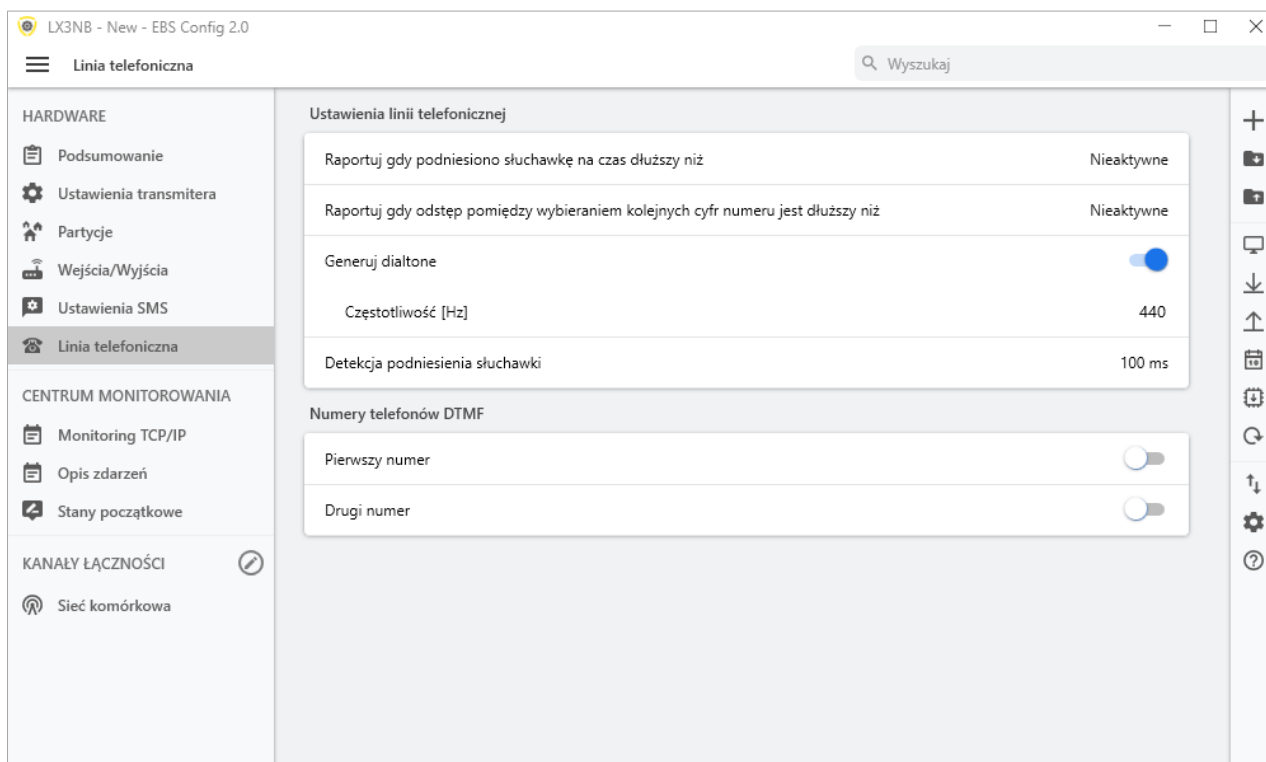 LX3NB - New - EBS Config 2.0
Linia telefoniczna
Wyszukaj
HARDWARE
Podsumowanie
Ustawienia transmitera
Partycje
Wejścia/Wyjścia
Ustawienia SMS
Linia telefoniczna
CENTRUM MONITOROWANIA
Monitoring TCP/IP
Opis zdarzeń
Stany początkowe
KANAŁY ŁĄCZNOŚCI
Sieć komórkowa
Ustawienia linii telefonicznej
Raportuj gdy podniesiono słuchawkę na czas dłuższy niż Nieaktywne
Raportuj gdy odstęp pomiędzy wybieraniem kolejnych cyfr numeru jest dłuższy niż Nieaktywne
Generuj dialtone
Częstotliwość [Hz] 440
Detekcja podniesienia słuchawki 100 ms
Numery telefonów DTMF
Pierwszy numer
Drugi numer